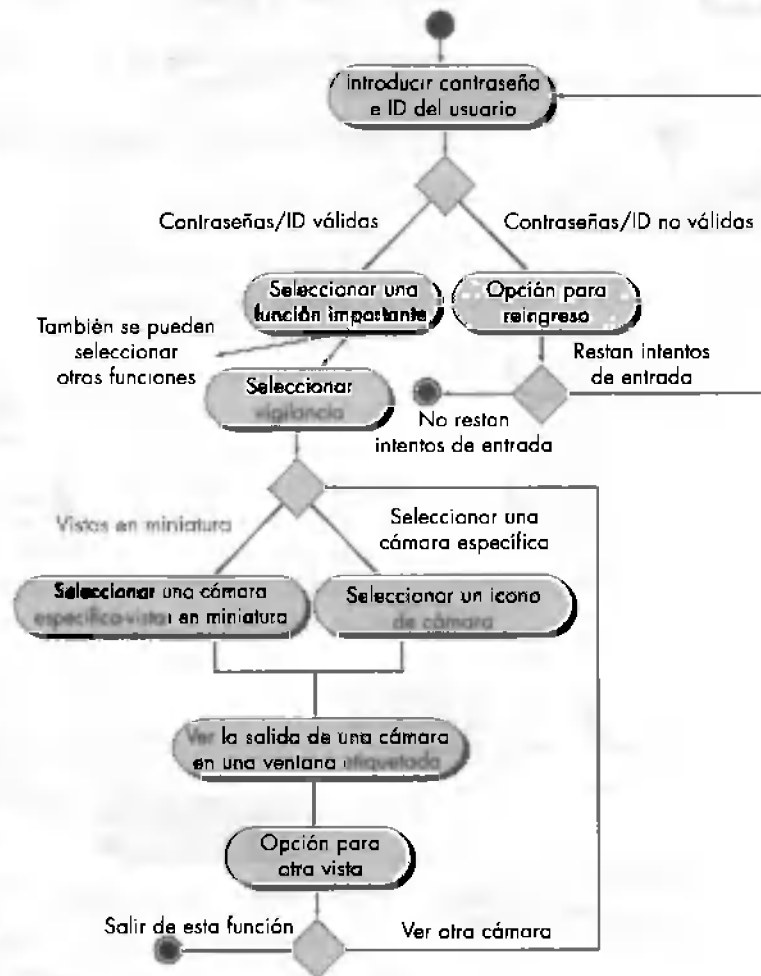 Introducir contraseña
e ID del usuario
Contraseñas/ID válidas
Contraseñas/ID no válidas
Seleccionar una
función importante
Opción para
reingreso
También se pueden
seleccionar
otras funciones
Restan intentos
de entrada
Seleccionar
vigilancia
No restan
intentos de entrada
Vistas en miniatura
Seleccionar una
cámara específica
Seleccionar una cámara
específica-vista en miniatura
Seleccionar un icono
de cámara
Ver la salida de una cámara
en una ventana etiquetada
Opción para
otra vista
Salir de esta función
Ver otra cámara